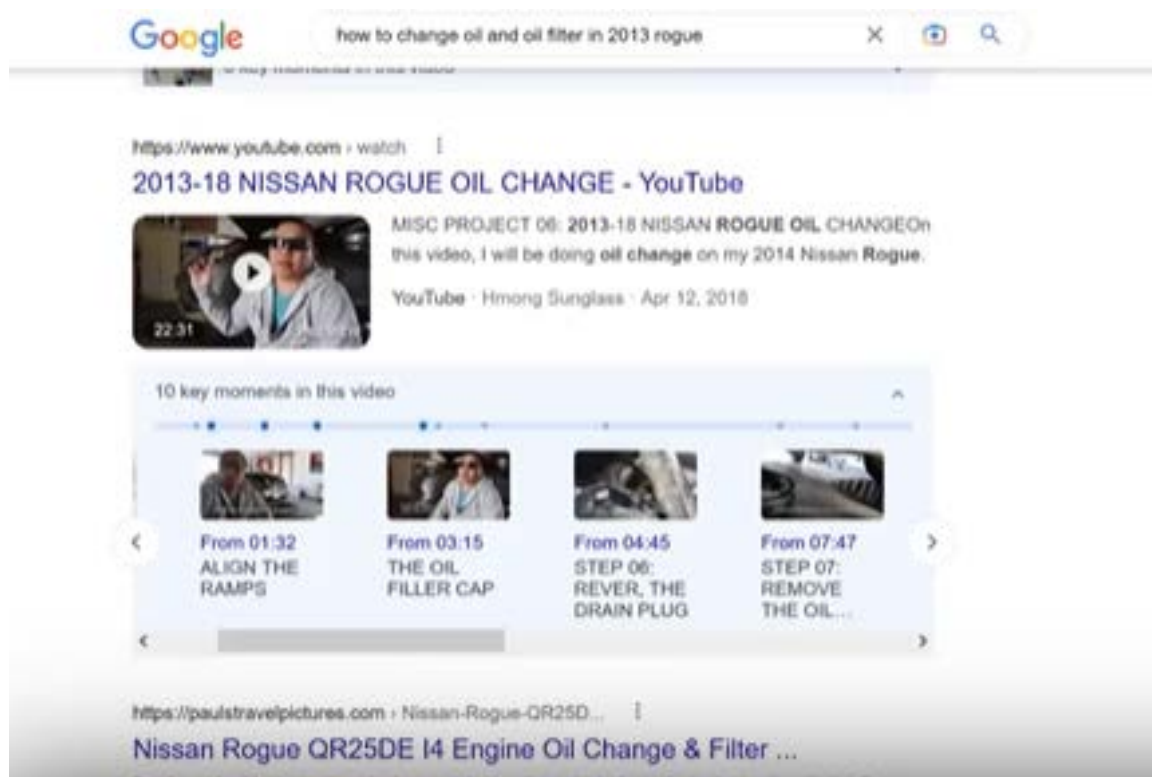 Google
how to change oil and oil filter in 2013 rogue
key moments in this video
https://www.youtube.com › watch
2013-18 NISSAN ROGUE OIL CHANGE - YouTube
MISC PROJECT 06: 2013-18 NISSAN ROGUE OIL CHANGEOn
this video, I will be doing oil change on my 2014 Nissan Rogue.
YouTube · Hmong Sunglass · Apr 12, 2018
22:31
10 key moments in this video
From 01:32
ALIGN THE
RAMPS
From 03:15
THE OIL
FILLER CAP
From 04:45
STEP 06:
REVER, THE
DRAIN PLUG
From 07:47
STEP 07:
REMOVE
THE OIL...
https://paulstravelpictures.com › Nissan-Rogue-QR25D...
Nissan Rogue QR25DE I4 Engine Oil Change & Filter ...